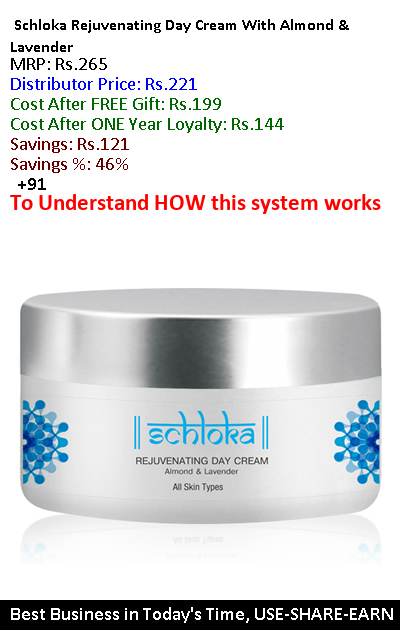 Schloka Rejuvenating Day Cream With Almond &
Lavender
MRP: Rs.265
Distributor Price: Rs.221
Cost After FREE Gift: Rs.199
Cost After ONE Year Loyalty: Rs.144
Savings: Rs.121
Savings %: 46%
+91
To Understand HOW this system works
|| schloka ||
REJUVENATING DAY CREAM
Almond & Lavender
All Skin Types
Best Business in Today's Time, USE-SHARE-EARN